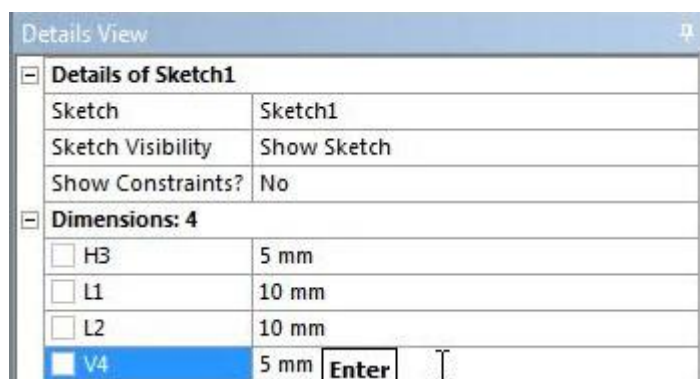 Details View
Details of Sketch1
Sketch Sketch1
Sketch Visibility Show Sketch
Show Constraints? No
Dimensions: 4
H3 5 mm
L1 10 mm
L2 10 mm
V4 5 mm Enter